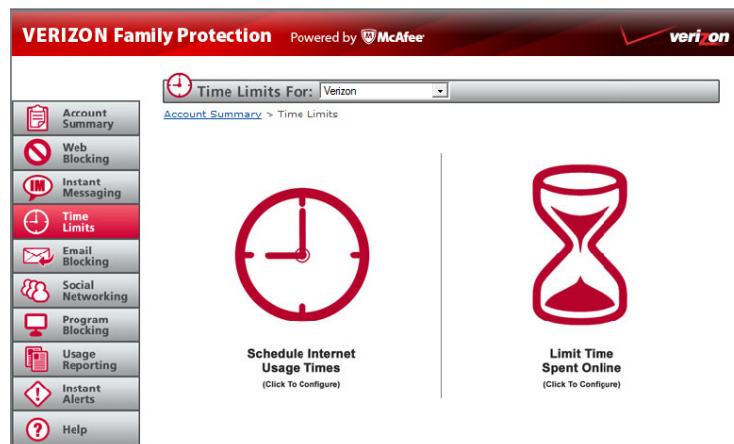 VERIZON Family Protection Powered by McAfee
verizon
Time Limits For: Verizon
Account Summary > Time Limits
Account
Summary
Web
Blocking
IM
Instant
Messaging
Time
Limits
Email
Blocking
Social
Networking
Program
Blocking
Usage
Reporting
Instant
Alerts
Help
Schedule Internet
Usage Times
(Click To Configure)
Limit Time
Spent Online
(Click To Configure)